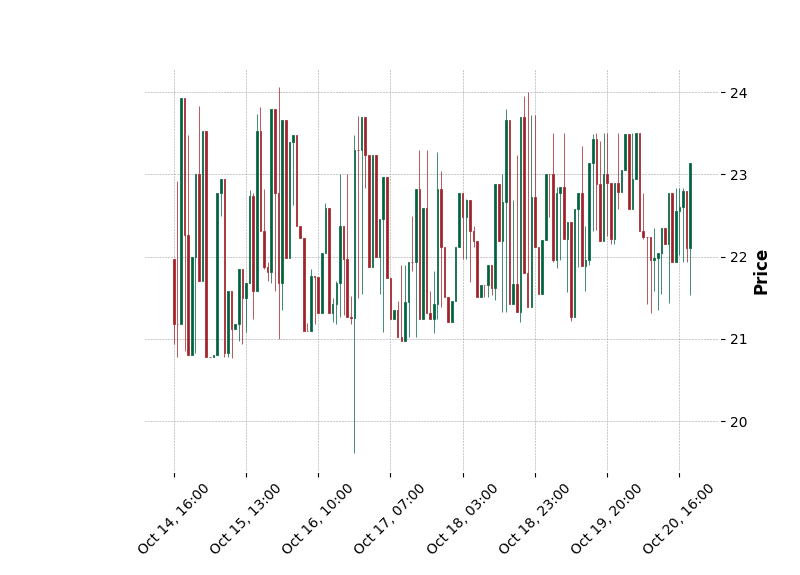 24
23
22
21
20
Price
Oct 14, 16:00
Oct 15, 13:00
Oct 16, 10:00
Oct 17, 07:00
Oct 18, 03:00
Oct 18, 23:00
Oct 19, 20:00
Oct 20, 16:00